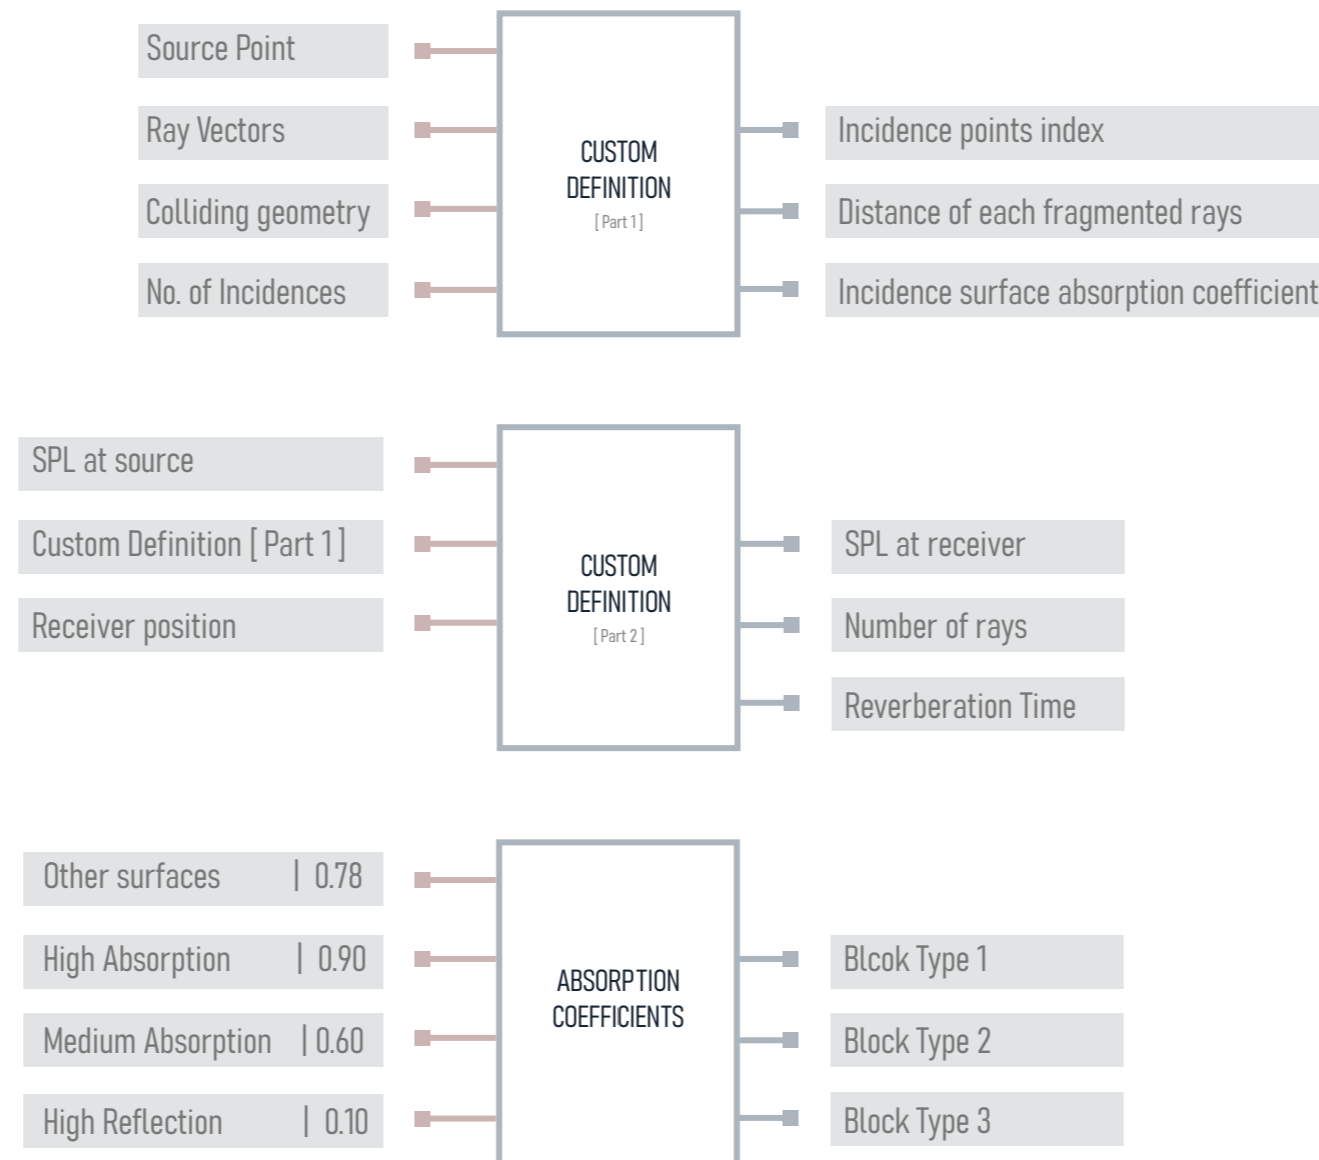 Source Point
Ray Vectors
Colliding geometry
No. of Incidences
CUSTOM
DEFINITION
[ Part 1 ]
Incidence points index
Distance of each fragmented rays
Incidence surface absorption coefficient
SPL at source
Custom Definition [ Part 1 ]
Receiver position
CUSTOM
DEFINITION
[ Part 2 ]
SPL at receiver
Number of rays
Reverberation Time
Other surfaces | 0.78
High Absorption | 0.90
Medium Absorption | 0.60
High Reflection | 0.10
ABSORPTION
COEFFICIENTS
Blcok Type 1
Block Type 2
Block Type 3